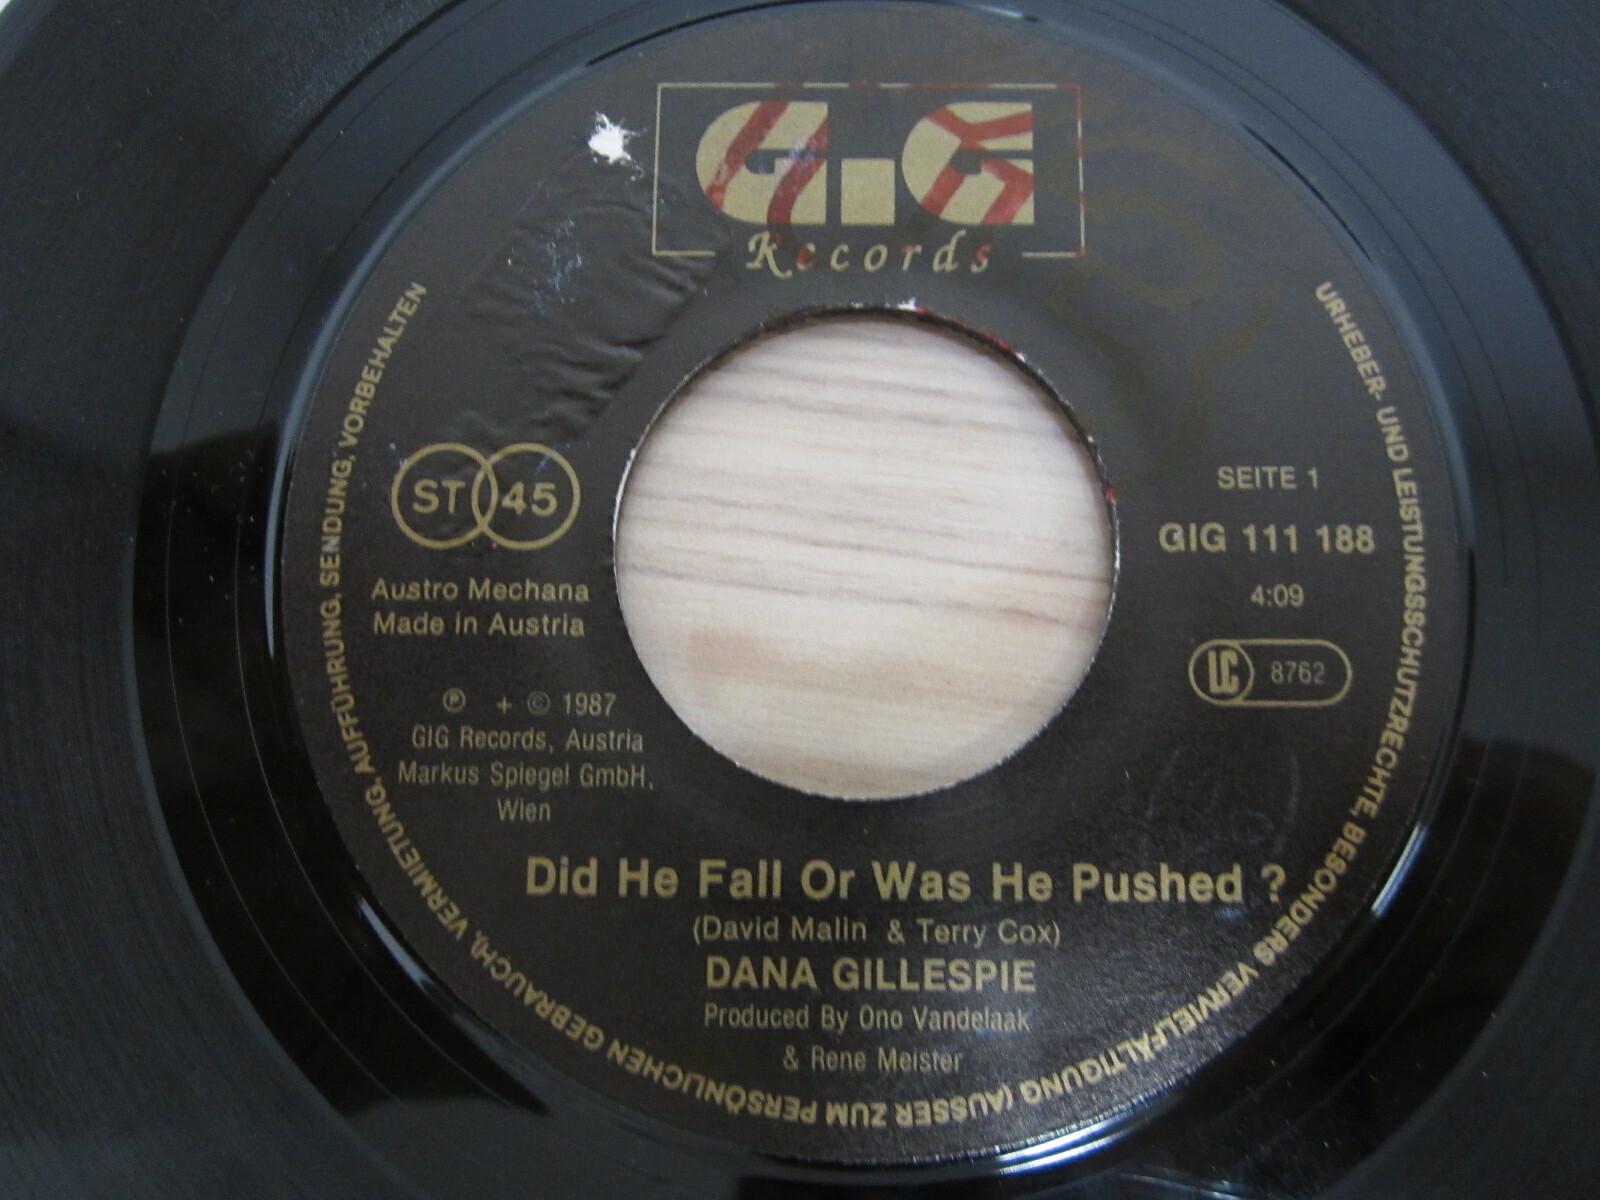 G.G
Records
URHEBER- UND LEISTUNGSSCHUTZRECHTE, BESONDERS VERVIELFÄLTIGUNG (AUSSER ZUM PERSÖNLICHEN GEBRAUCH), VERMIETUNG, AUFFÜHRUNG, SENDUNG, VORBEHALTEN
ST 45
Austro Mechana
Made in Austria
℗ + © 1987
GIG Records, Austria
Markus Spiegel GmbH.
Wien
SEITE 1
GIG 111 188
4:09
LC 8762
Did He Fall Or Was He Pushed ?
(David Malin & Terry Cox)
DANA GILLESPIE
Produced By Ono Vandelaak
& Rene Meister